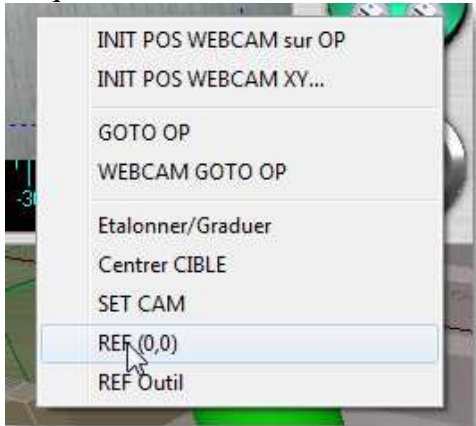 INIT POS WEBCAM sur OP
INIT POS WEBCAM XY...
GOTO OP
WEBCAM GOTO OP
-30
Etalonner/Graduer
Centrer CIBLE
SET CAM
REF (0,0)
REF Outil